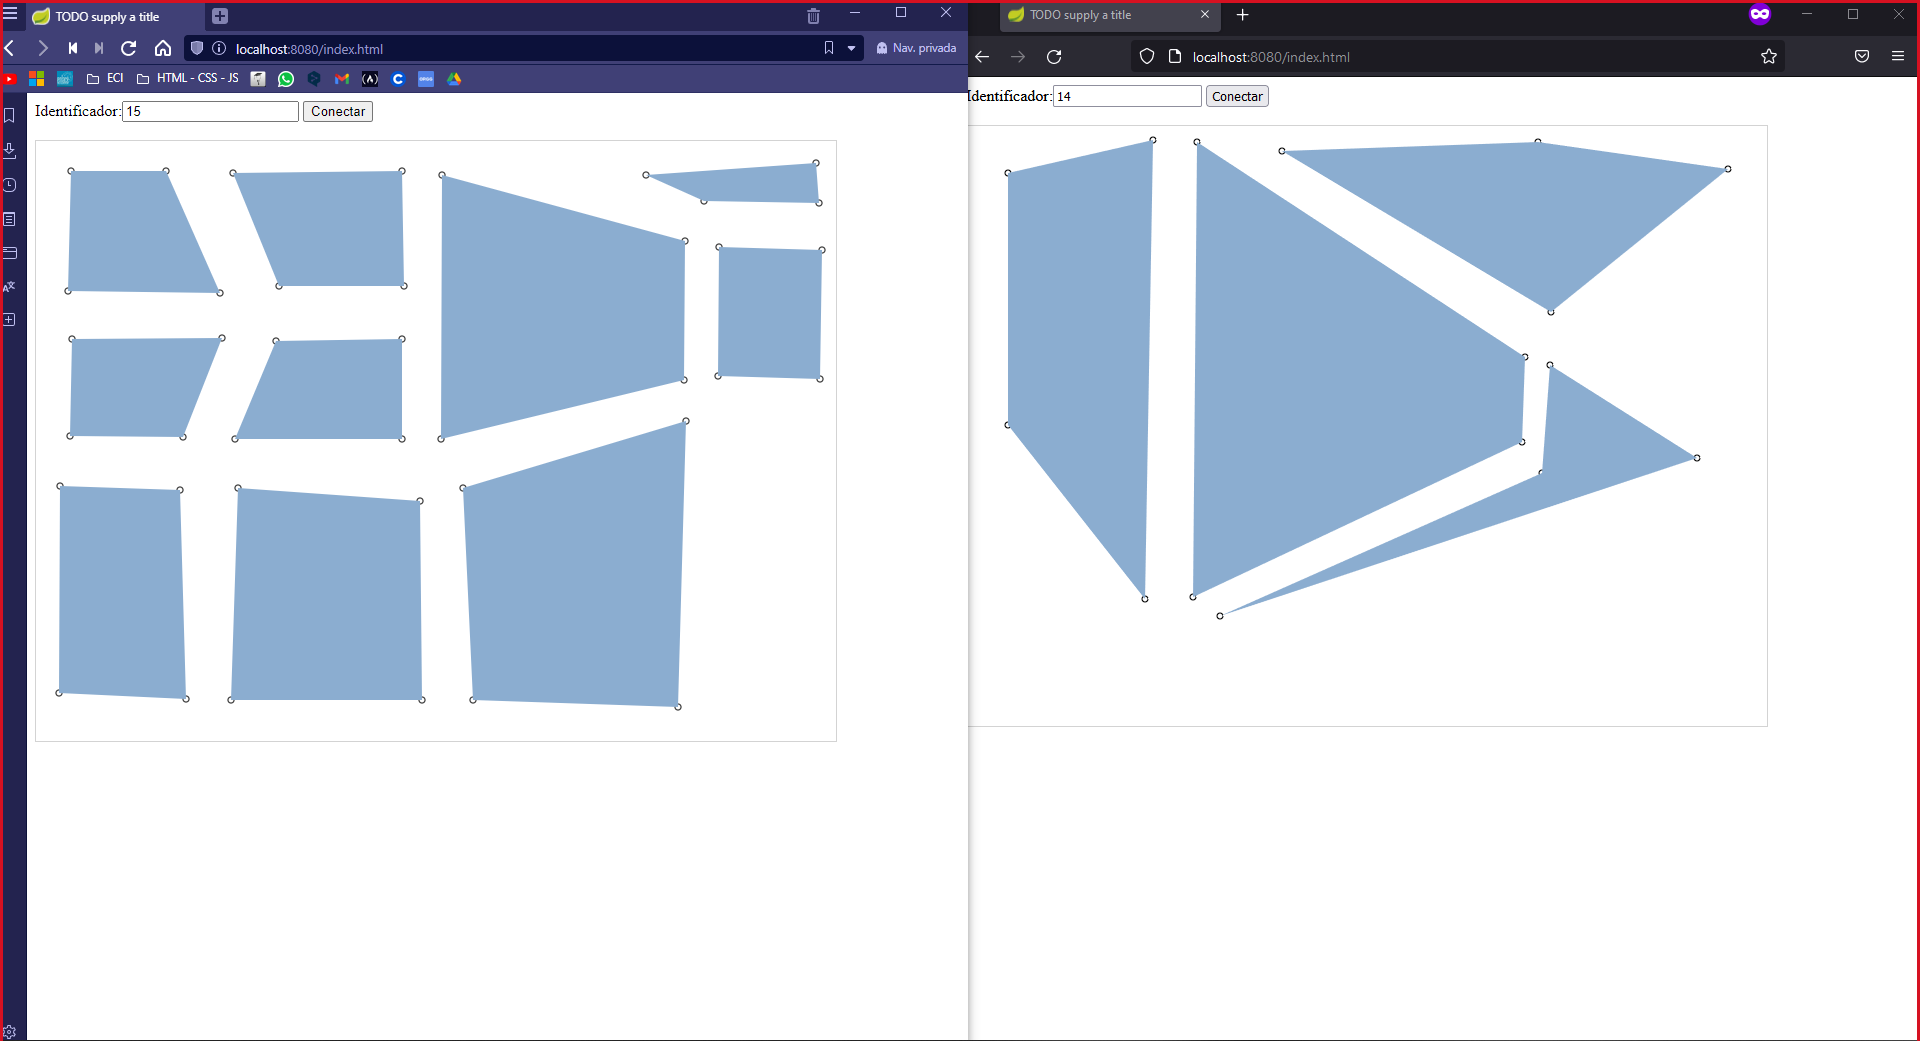 TODO supply a title
localhost:8080/index.html
Nav. privada
ECI
HTML - CSS - JS
Identificador:
15
Conectar
TODO supply a title
localhost:8080/index.html
Identificador:
14
Conectar